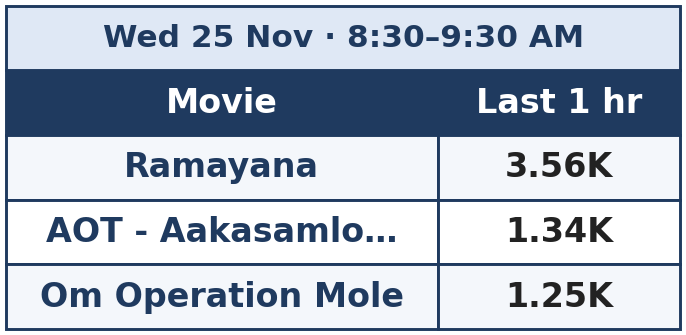 Wed 25 Nov · 8:30–9:30 AM
Movie Last 1 hr
Ramayana 3.56K
AOT - Aakasamlo... 1.34K
Om Operation Mole 1.25K